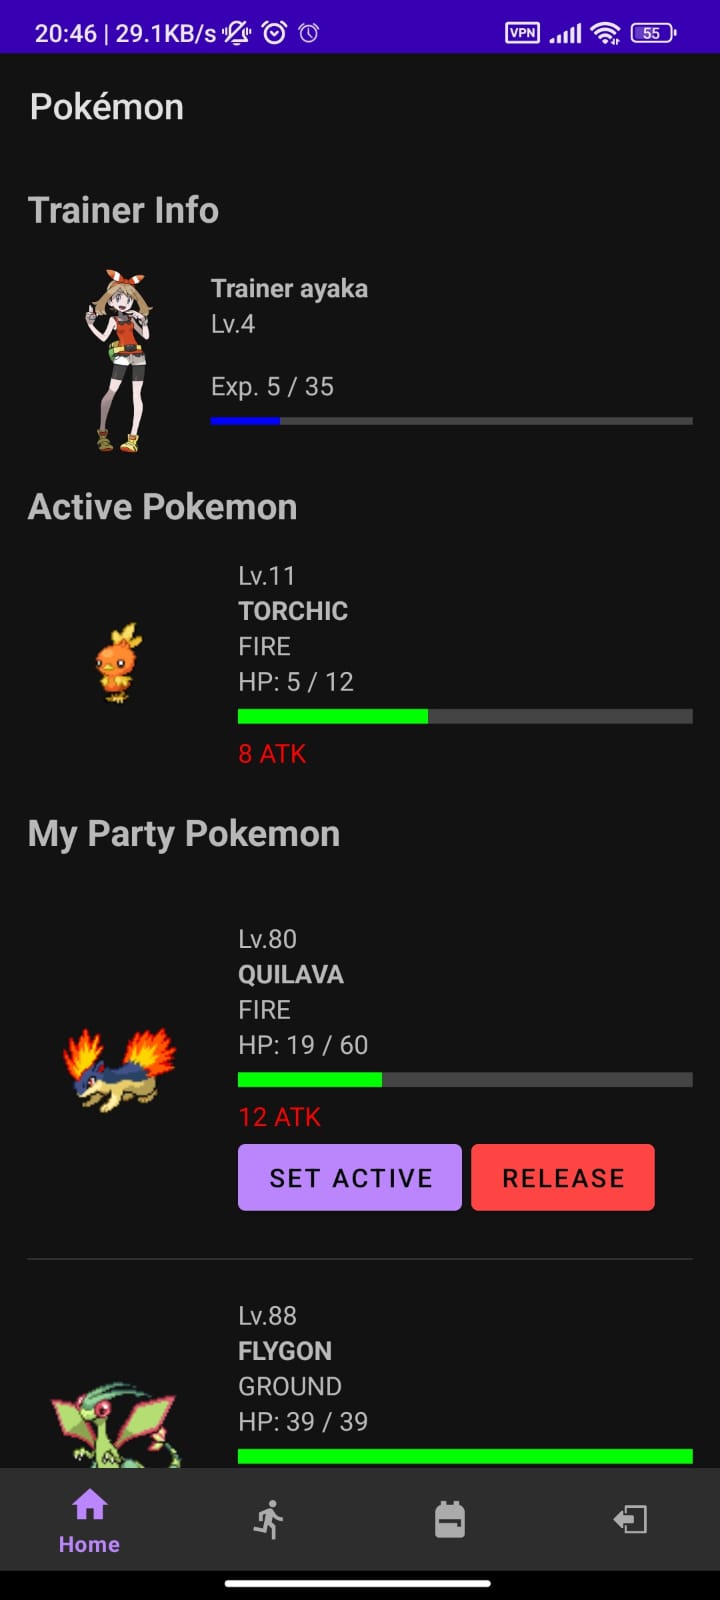 20:46 | 29.1KB/s
VPN
55
Pokémon
Trainer Info
Trainer ayaka
Lv.4
Exp. 5 / 35
Active Pokemon
Lv.11
TORCHIC
FIRE
HP: 5 / 12
8 ATK
My Party Pokemon
Lv.80
QUILAVA
FIRE
HP: 19 / 60
12 ATK
SET ACTIVE RELEASE
Lv.88
FLYGON
GROUND
HP: 39 / 39
Home